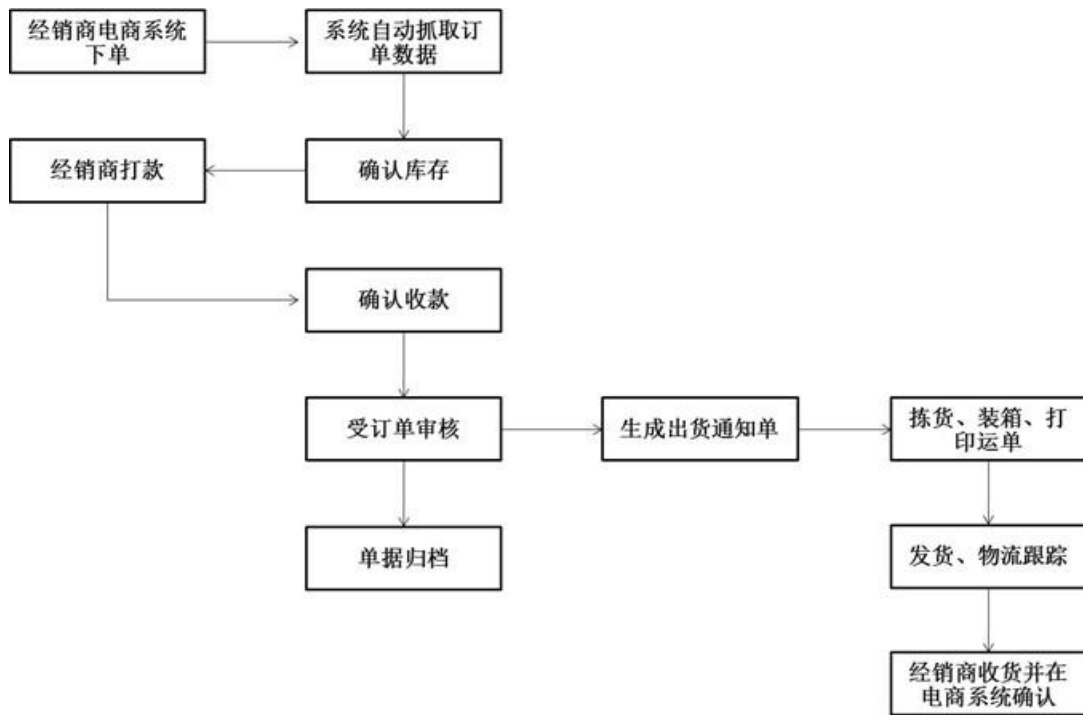 经销商电商系统
下单
系统自动抓取订
单数据
经销商打款
确认库存
确认收款
受订单审核
生成出货通知单
拣货、装箱、打
印运单
单据归档
发货、物流跟踪
经销商收货并在
电商系统确认